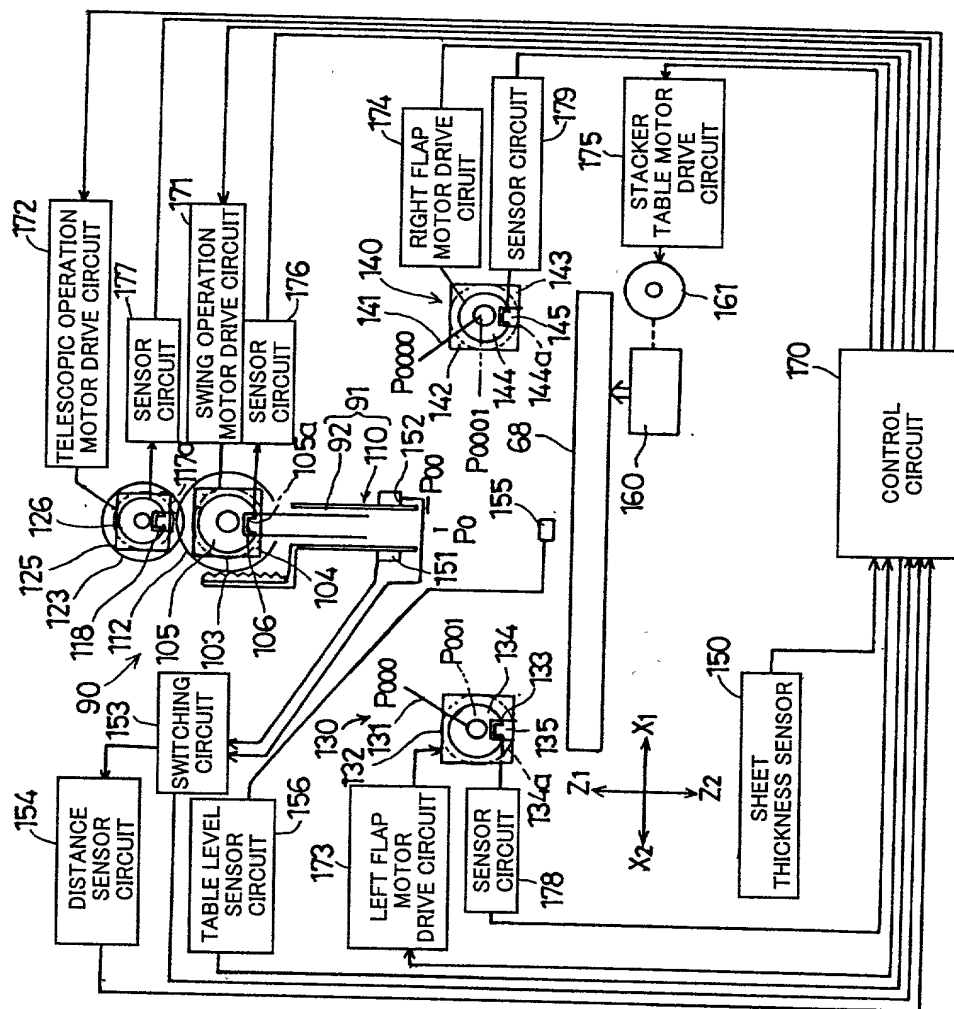 172
TELESCOPIC OPERATION
MOTOR DRIVE CIRCUIT
177
SENSOR
CIRCUIT
171
SWING OPERATION
MOTOR DRIVE CIRCUIT
176
SENSOR
CIRCUIT
117a
105a
126
125
123
118
112
105
103
106
104
90
92
91
110
152
151
P00
P0
155
174
RIGHT FLAP
MOTOR DRIVE
CIRUIT
179
SENSOR CIRCUIT
140
141
P0000
142
P0001
144
144a
145
143
175
STACKER
TABLE MOTOR
DRIVE
CIRCUIT
161
160
68
170
CONTROL
CIRCUIT
153
SWITCHING
CIRCUIT
154
DISTANCE
SENSOR
CIRCUIT
156
TABLE LEVEL
SENSOR
CIRCUIT
130
131
132
P000
P001
134
133
135
134a
173
LEFT FLAP
MOTOR
DRIVE CIRCUIT
SENSOR
CIRCUIT
178
Z1
Z2
X1
X2
150
SHEET
THICKNESS SENSOR